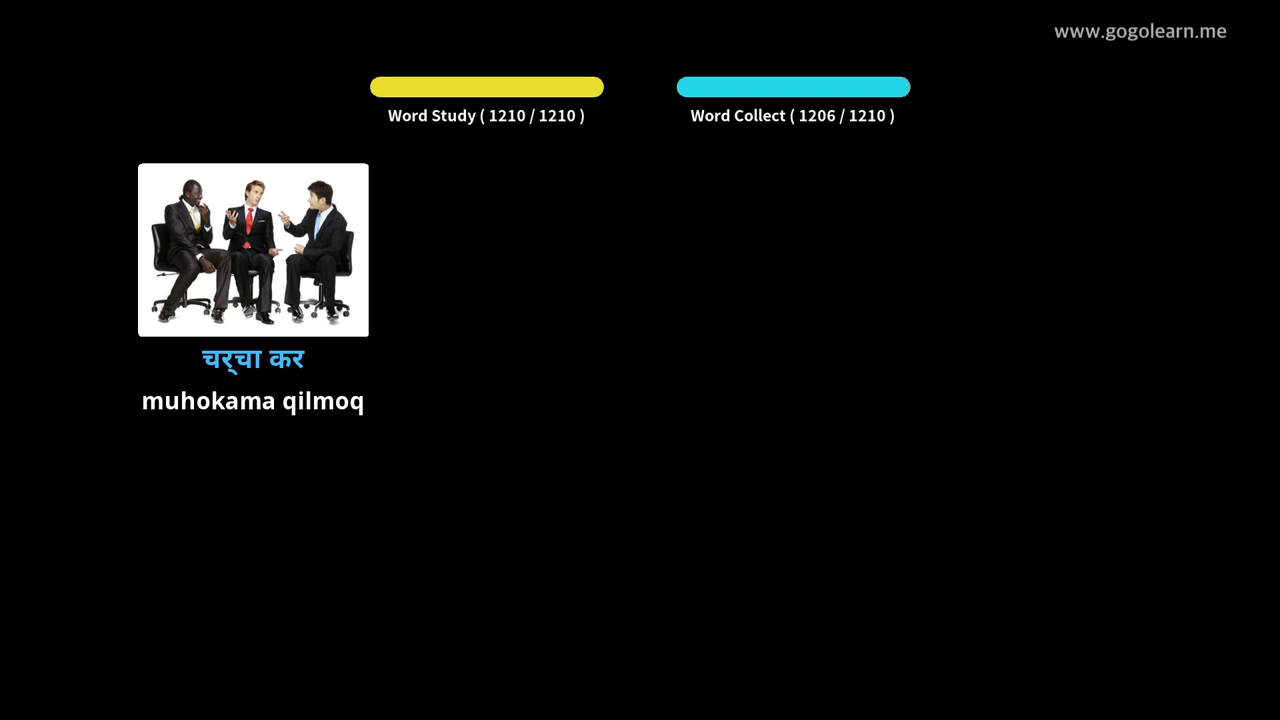 www.gogolearn.me
Word Study ( 1210 / 1210 )
Word Collect ( 1206 / 1210 )
चर्‌चा कर
muhokama qilmoq